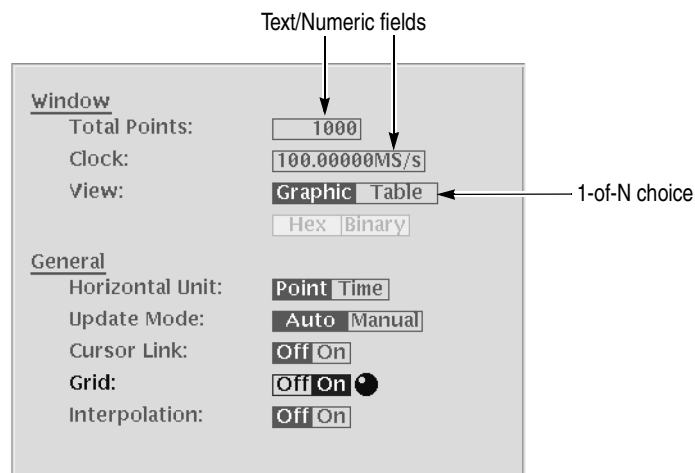 Text/Numeric fields
Window
Total Points: 1000
Clock: 100.00000MS/s
View: Graphic Table
1-of-N choice
Hex Binary
General
Horizontal Unit: Point Time
Update Mode: Auto Manual
Cursor Link: Off On
Grid: Off On
Interpolation: Off On